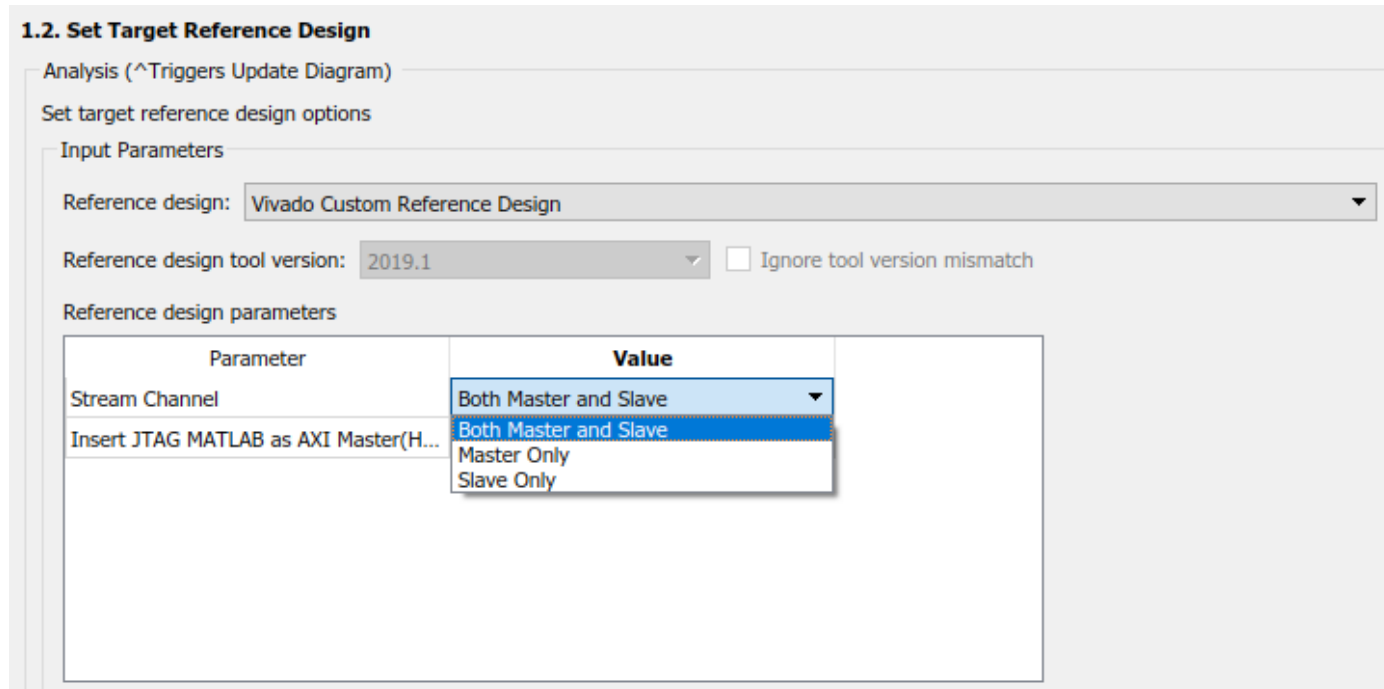 1.2. Set Target Reference Design
Analysis (^Triggers Update Diagram)
Set target reference design options
Input Parameters
Reference design: Vivado Custom Reference Design
Reference design tool version: 2019.1 Ignore tool version mismatch
Reference design parameters
Parameter Value
Stream Channel Both Master and Slave
Insert JTAG MATLAB as AXI Master(H... Both Master and Slave
Master Only
Slave Only